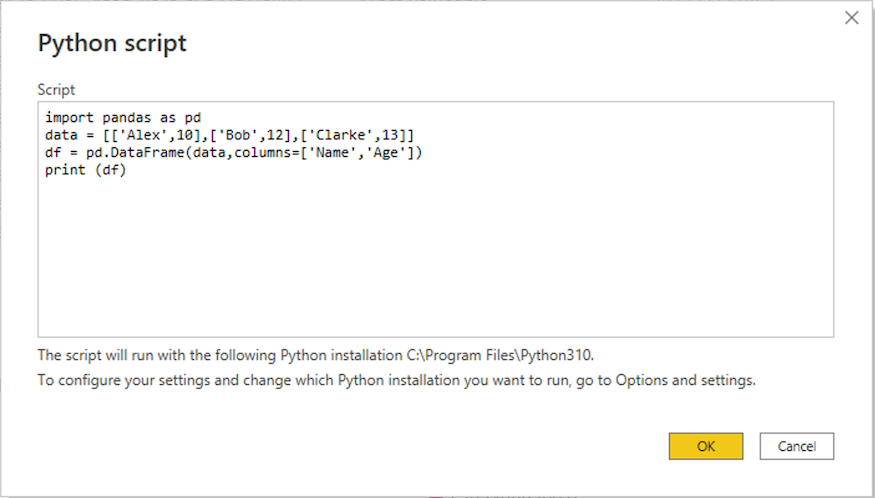 Python script
Script
import pandas as pd
data = [['Alex',10],['Bob',12],['Clarke',13]]
df = pd.DataFrame(data,columns=['Name','Age'])
print (df)
The script will run with the following Python installation C:\Program Files\Python310.
To configure your settings and change which Python installation you want to run, go to Options and settings.
OK Cancel